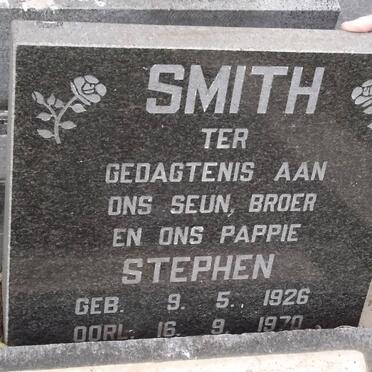 SMITH
TER
GEDAGTENIS AAN
ONS SEUN, BROER
EN ONS PAPPIE
STEPHEN
GEB. 9. 5. 1926
OORL. 16. 9. 1970